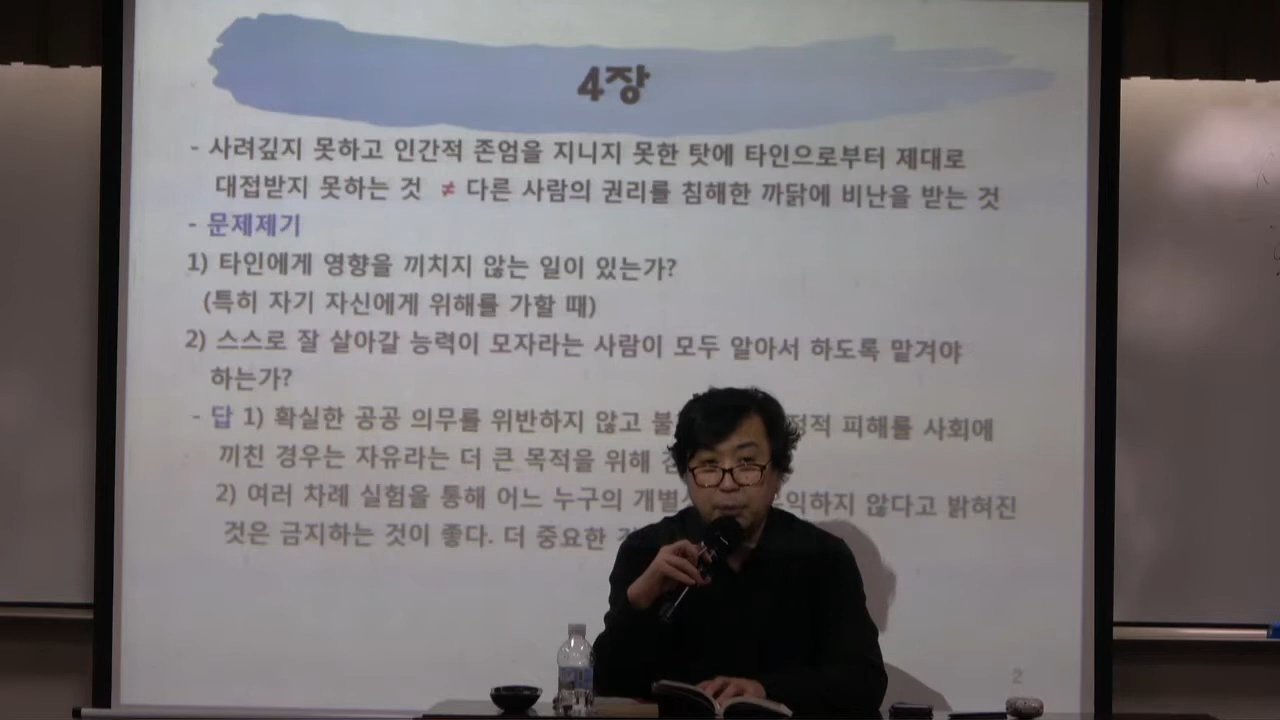 4장
- 사려깊지 못하고 인간적 존엄을 지니지 못한 탓에 타인으로부터 제대로
대접받지 못하는 것 ≠ 다른 사람의 권리를 침해한 까닭에 비난을 받는 것
- 문제제기
1) 타인에게 영향을 끼치지 않는 일이 있는가?
(특히 자기 자신에게 위해를 가할 때)
2) 스스로 잘 살아갈 능력이 모자라는 사람이 모두 알아서 하도록 맡겨야
하는가?
- 답 1) 확실한 공공 의무를 위반하지 않고 피해를 사회에
끼친 경우는 자유라는 더 큰 목적을 위해
2) 여러 차례 실험을 통해 어느 누구의 않다고 밝혀진
것은 금지하는 것이 좋다. 더 중요한
2